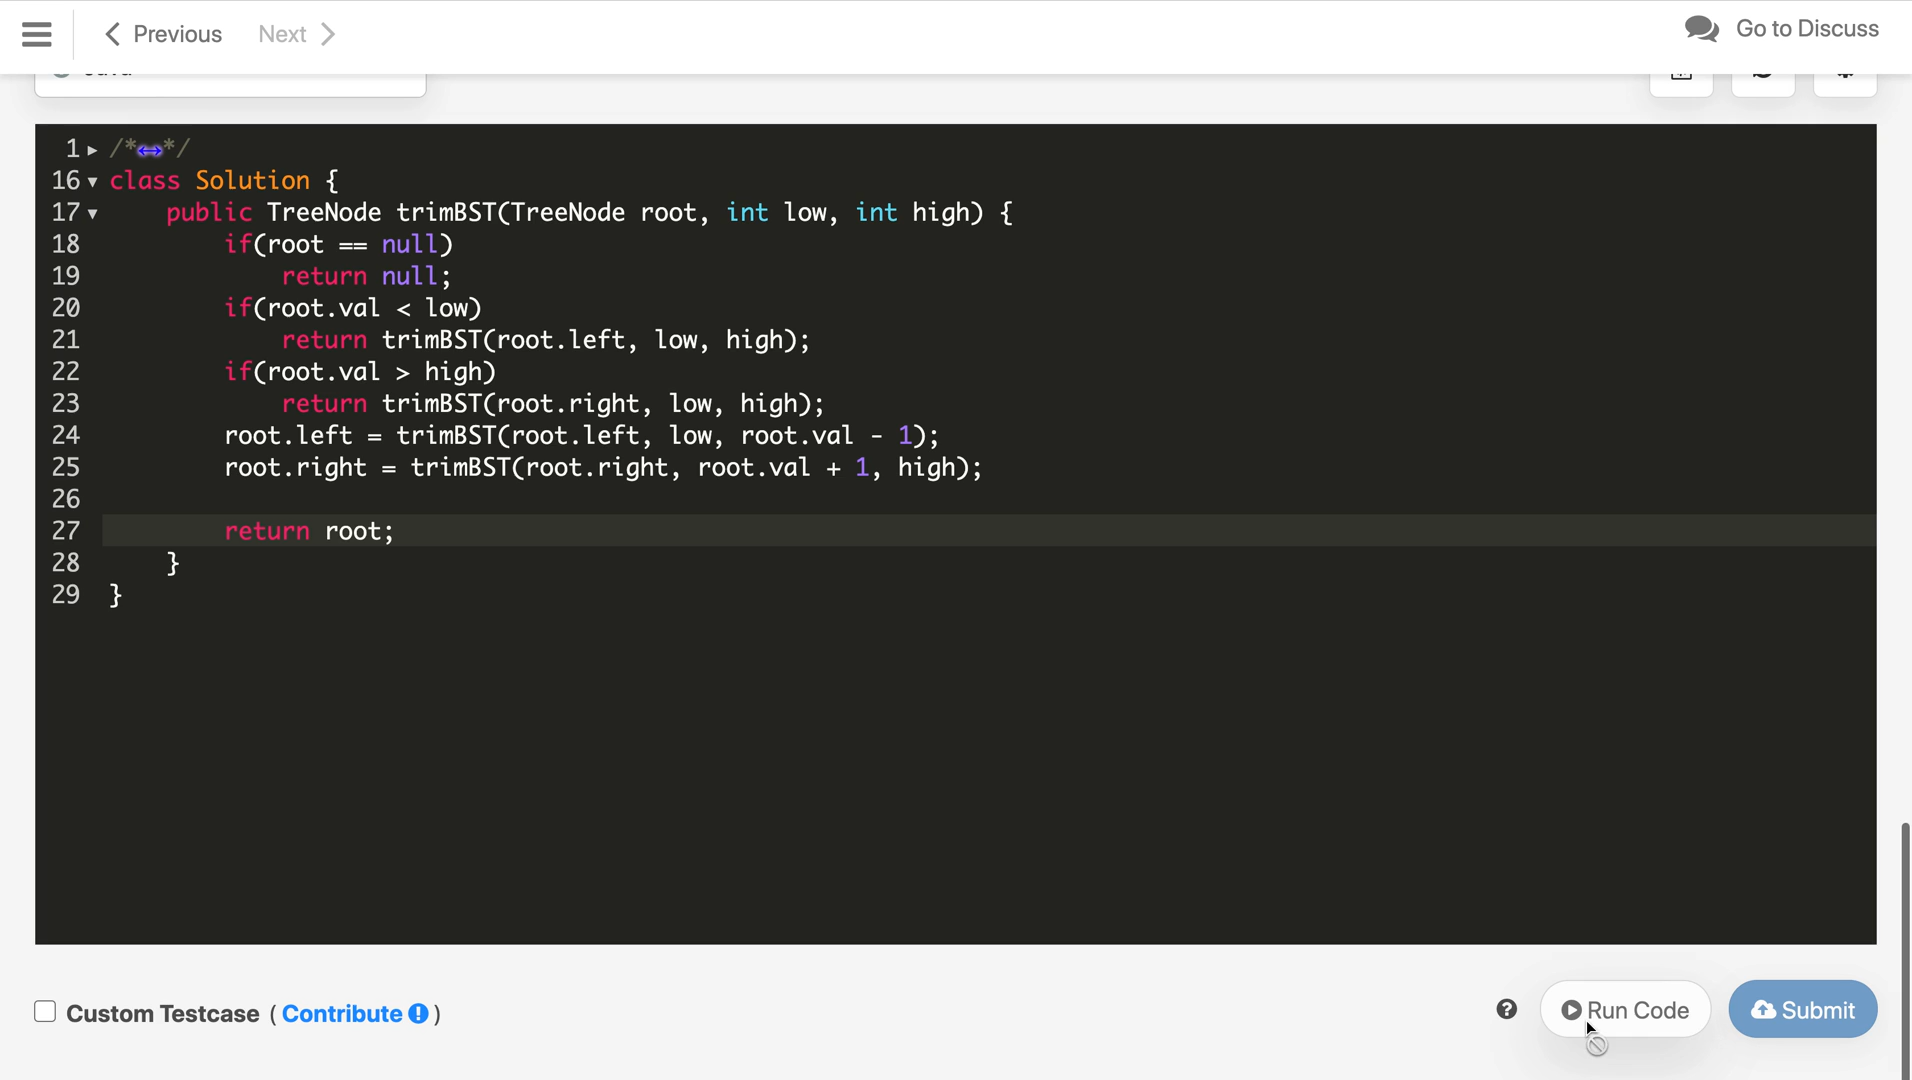 Previous Next Go to Discuss
1 /*↔*/
16 class Solution {
17 public TreeNode trimBST(TreeNode root, int low, int high) {
18 if(root == null)
19 return null;
20 if(root.val < low)
21 return trimBST(root.left, low, high);
22 if(root.val > high)
23 return trimBST(root.right, low, high);
24 root.left = trimBST(root.left, low, root.val - 1);
25 root.right = trimBST(root.right, root.val + 1, high);
26
27 return root;
28 }
29 }
Custom Testcase ( Contribute ! ) ? Run Code Submit